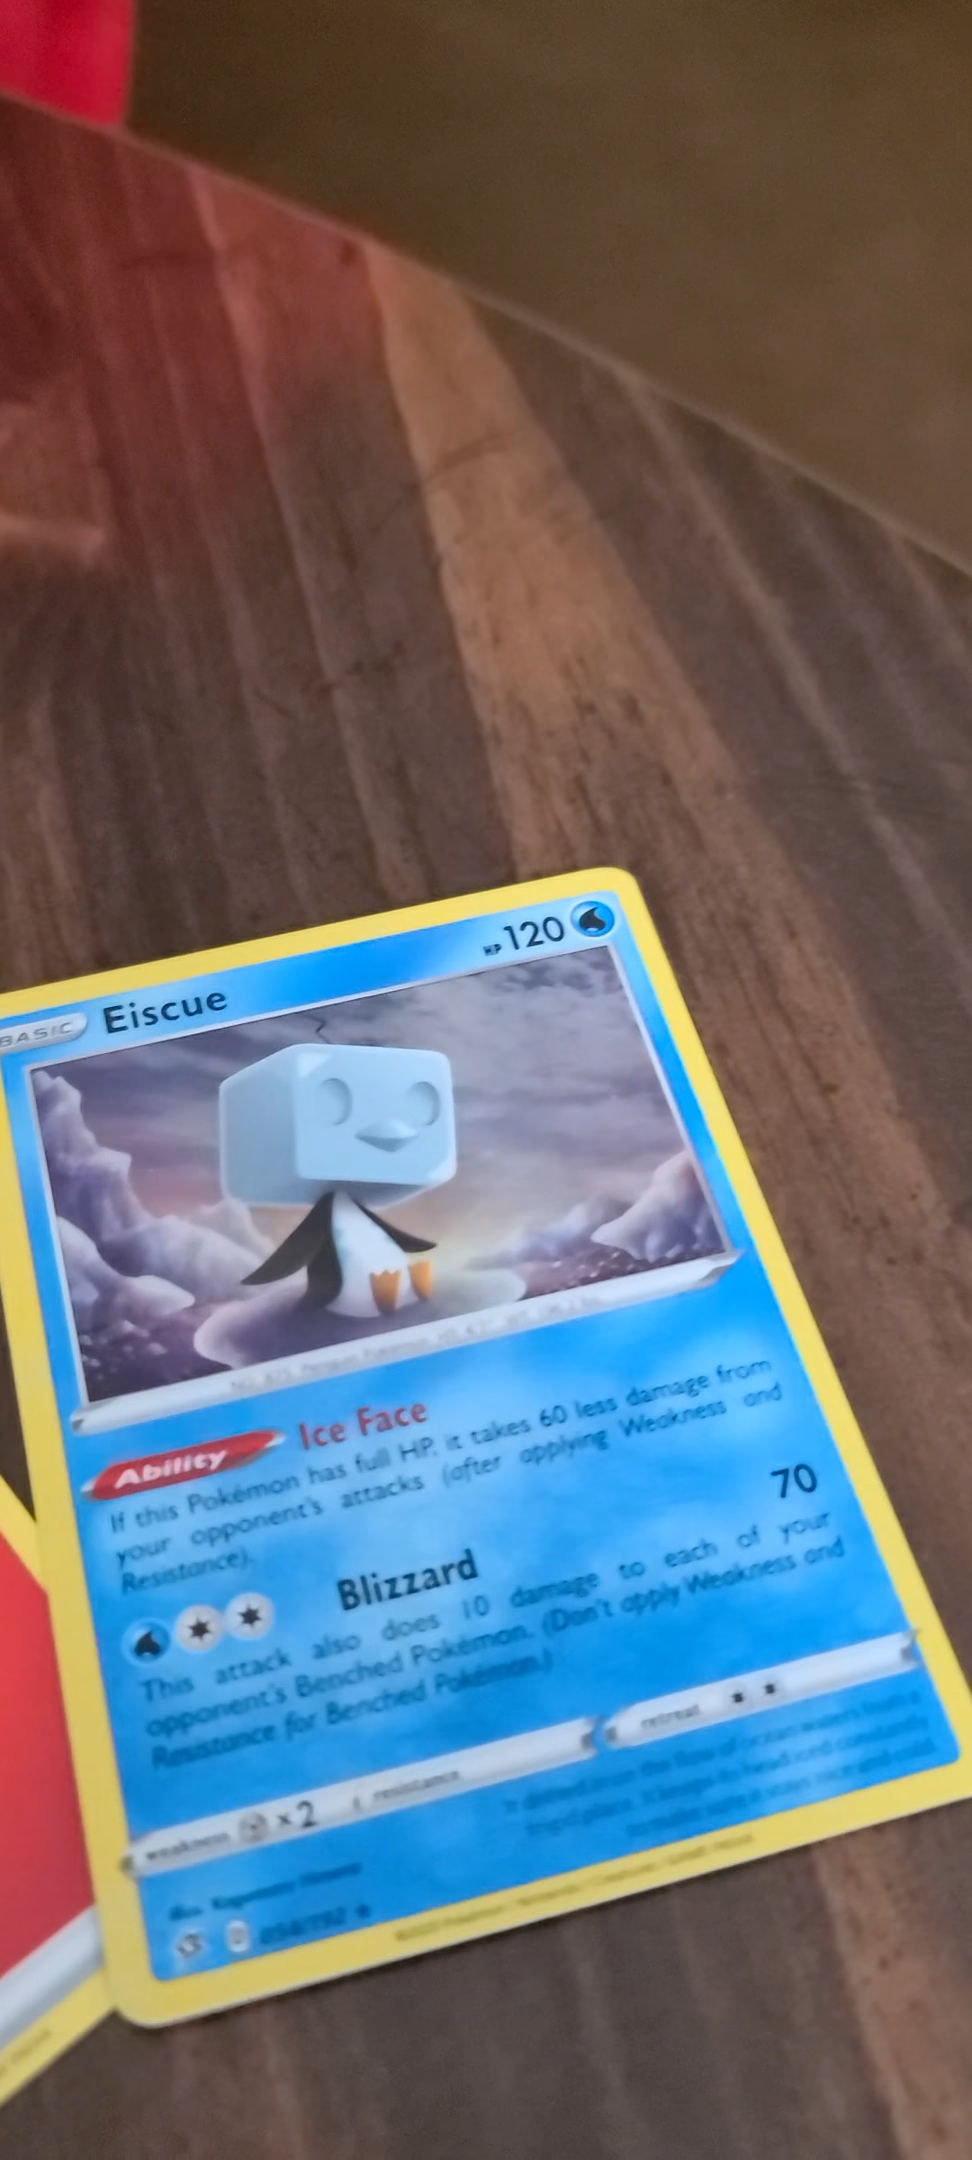 BASIC Eiscue HP 120
Ability Ice Face
If this Pokémon has full HP, it takes 60 less damage from
your opponent's attacks (after applying Weakness and
Resistance).
Blizzard 70
This attack also does 10 damage to each of your
opponent's Benched Pokémon. (Don't apply Weakness and
Resistance for Benched Pokémon.)
weakness ×2 resistance retreat